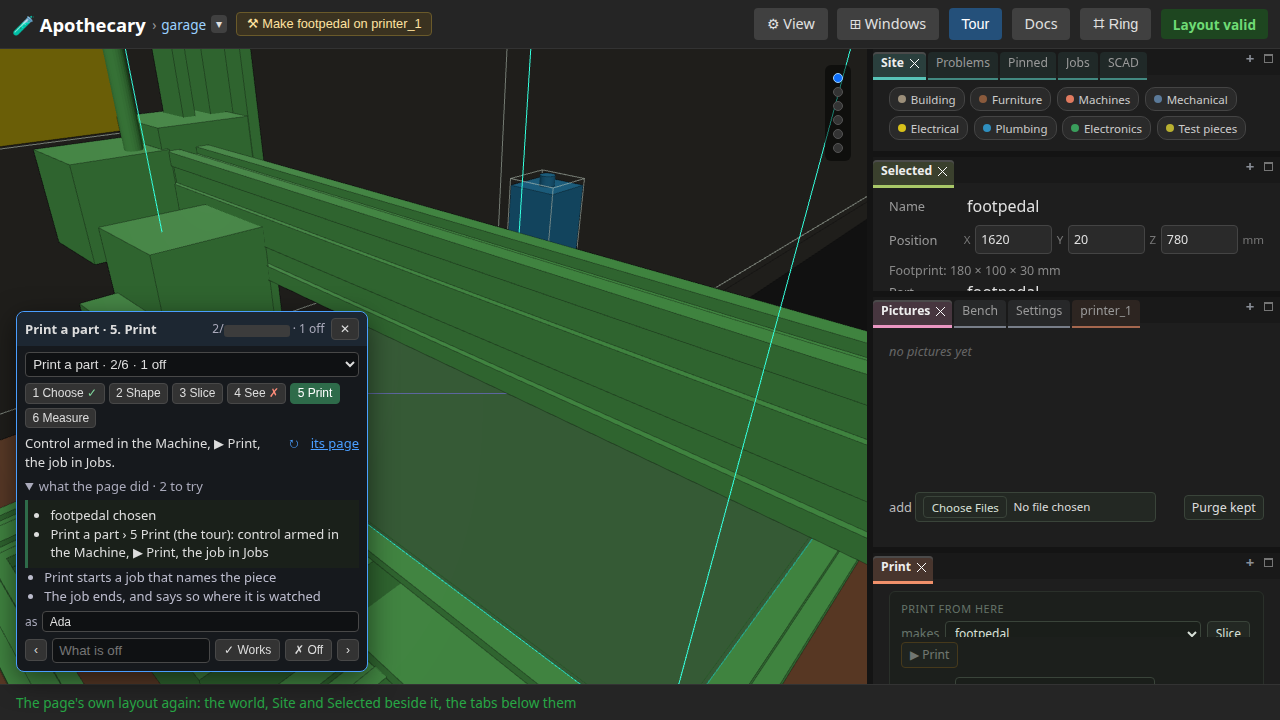 Apothecary › garage ▾ ⚒ Make footpedal on printer_1 ⚙ View ⊞ Windows Tour Docs ⌗ Ring Layout valid
Site Problems Pinned Jobs SCAD
Building Furniture Machines Mechanical
Electrical Plumbing Electronics Test pieces
Selected
Name footpedal
Position X 1620 Y 20 Z 780 mm
Footprint: 180 × 100 × 30 mm
Pictures Bench Settings printer_1
no pictures yet
add Choose Files No file chosen Purge kept
Print
PRINT FROM HERE
makes footpedal Slice
▶ Print
Print a part · 5. Print 2/ · 1 off ✕
Print a part · 2/6 · 1 off
1 Choose ✓ 2 Shape 3 Slice 4 See ✗ 5 Print
6 Measure
Control armed in the Machine, ▶ Print, ↻ its page
the job in Jobs.
▼ what the page did · 2 to try
• footpedal chosen
• Print a part › 5 Print (the tour): control armed in
the Machine, ▶ Print, the job in Jobs
• Print starts a job that names the piece
• The job ends, and says so where it is watched
as Ada
‹ What is off ✓ Works ✗ Off ›
The page's own layout again: the world, Site and Selected beside it, the tabs below them